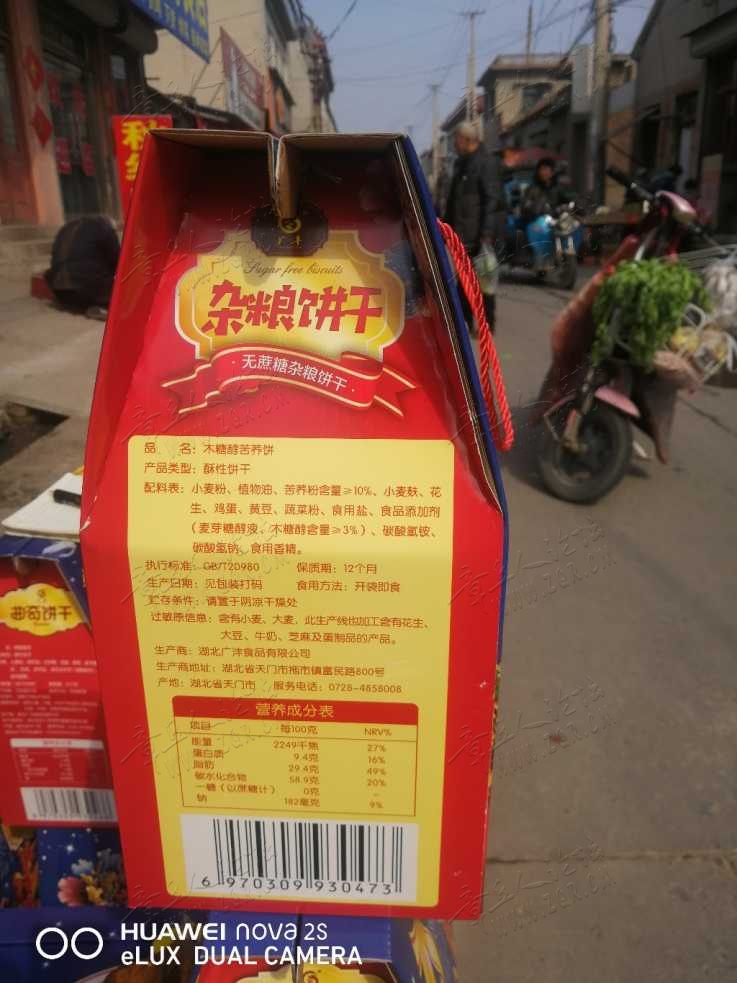 Sugar free biscuits
杂粮饼干
无蔗糖杂粮饼干
品 名：木糖醇苦荞饼
产品类型：酥性饼干
配料表：小麦粉、植物油、苦荞粉含量≥10%、小麦麸、花
生、鸡蛋、黄豆、蔬菜粉、食用盐、食品添加剂
（麦芽糖醇液、木糖醇含量≥3%）、碳酸氢铵、
碳酸氢钠、食用香精。
执行标准：GB/T20980 保质期：12个月
生产日期：见包装打码 食用方法：开袋即食
贮存条件：请置于阴凉干燥处
过敏原信息：含有小麦、大麦，此生产线也加工含有花生、
大豆、牛奶、芝麻及蛋制品的产品。
生产商：湖北广沣食品有限公司
生产商地址：湖北省天门市拖市镇富民路800号
产地：湖北省天门市 服务电话：0728-4858008
营养成分表
项目 每100克 NRV%
能量 2249千焦 27%
蛋白质 9.4克 16%
脂肪 29.4克 49%
碳水化合物 58.9克 20%
一糖（以蔗糖计） 0克 -
钠 182毫克 9%
6 970309 930473
曲奇饼干
HUAWEI nova 2s
eLUX DUAL CAMERA
WWW.ZGR.CN